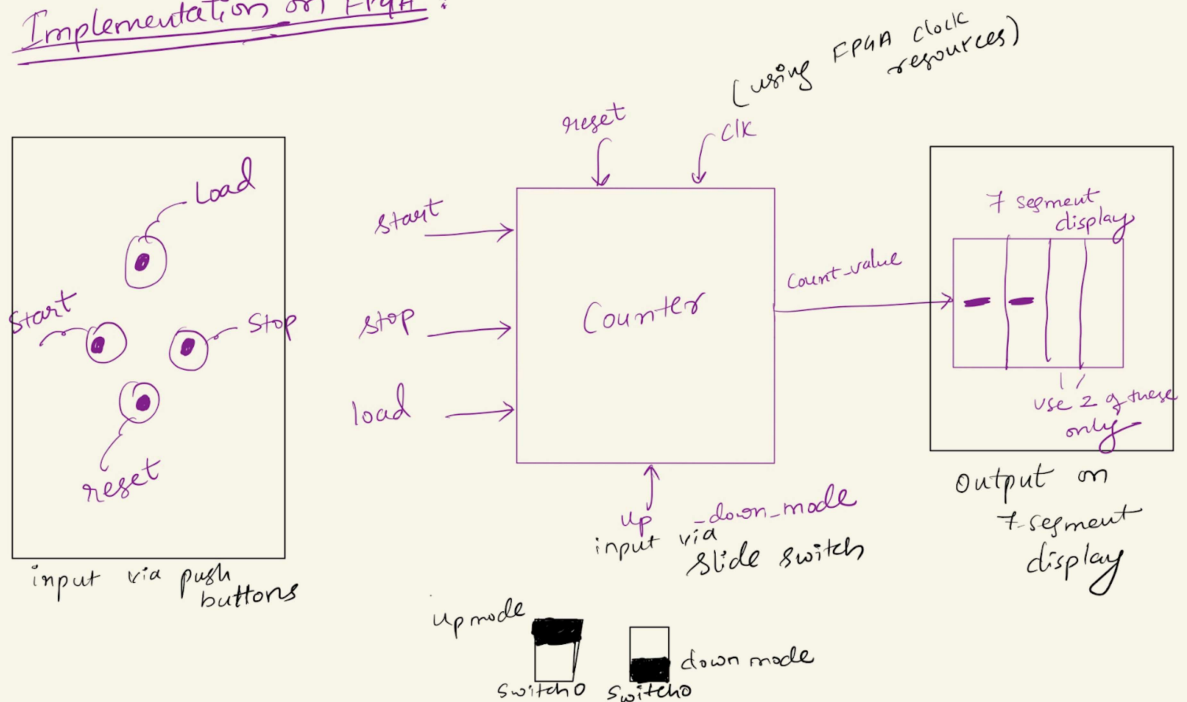 Implementation on FPGA :
(using FPGA clock
resources)
reset
clk
Load
Start
Stop
reset
input via push
buttons
start
stop
load
Counter
Count_value
up_down_mode
input via
slide switch
7 segment
display
use 2 of these
only
Output on
7-segment
display
up mode
switch0
down mode
switch0